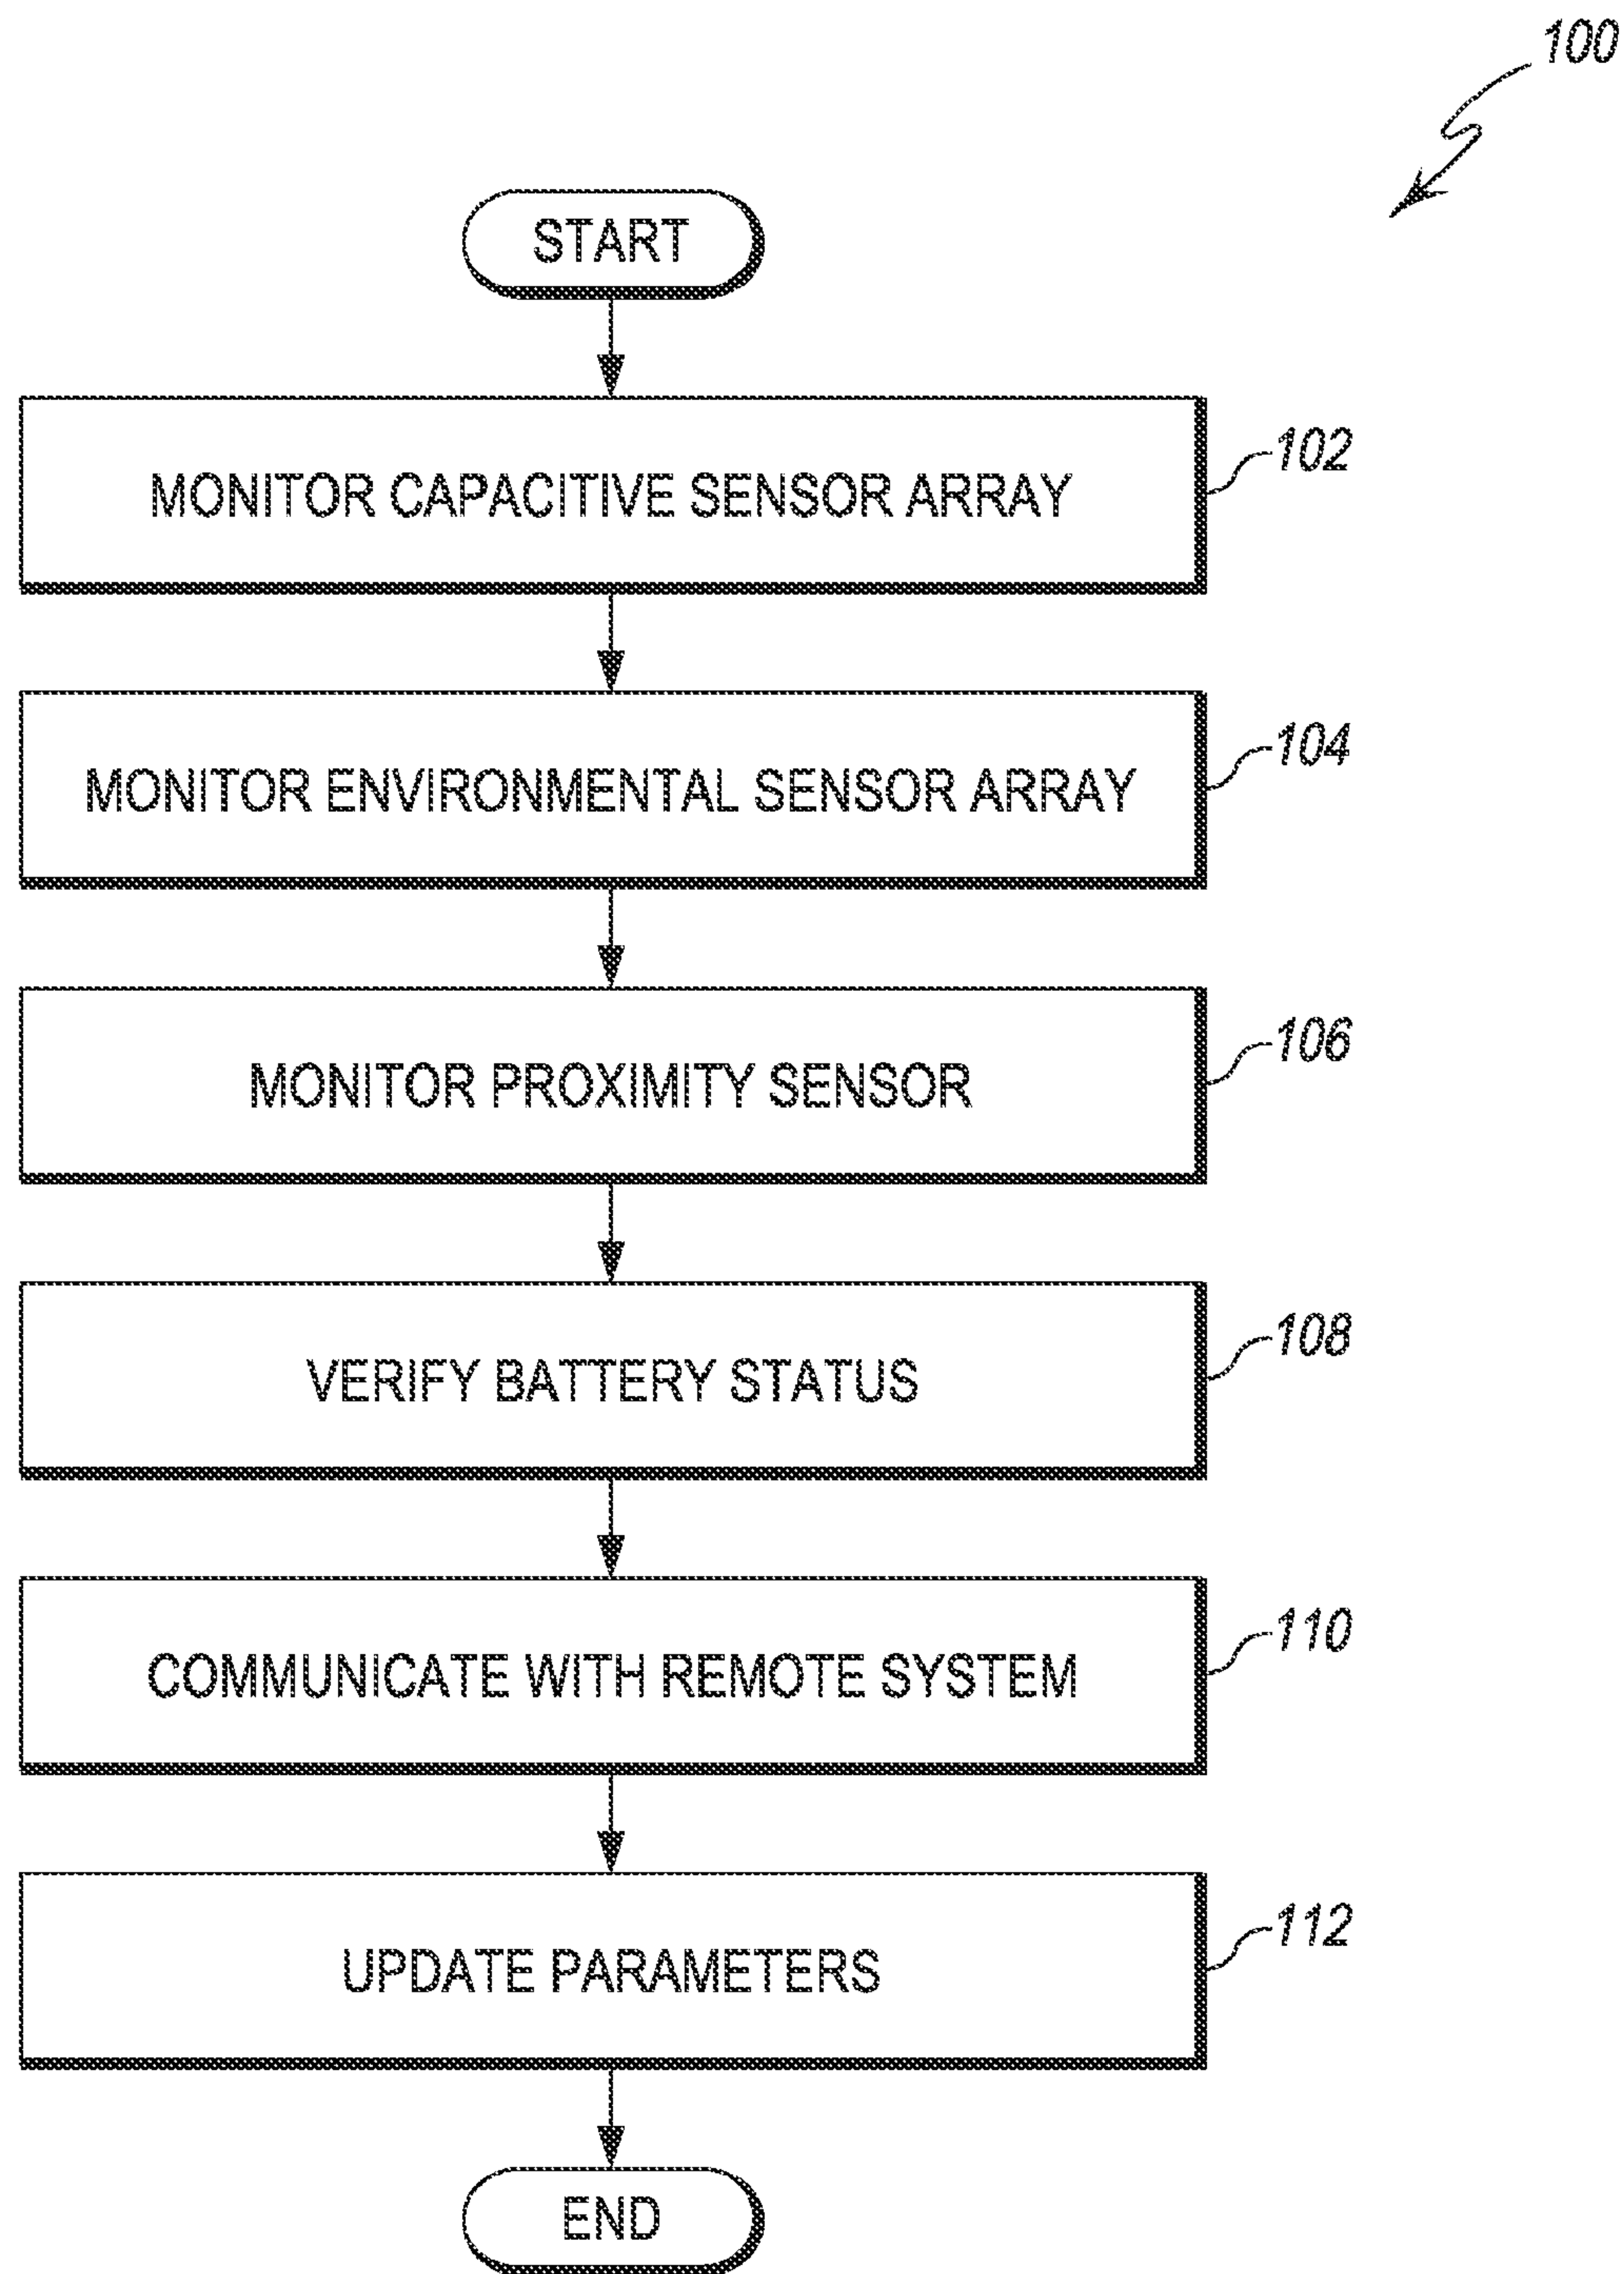 100
START
MONITOR CAPACITIVE SENSOR ARRAY
102
MONITOR ENVIRONMENTAL SENSOR ARRAY
104
MONITOR PROXIMITY SENSOR
106
VERIFY BATTERY STATUS
108
COMMUNICATE WITH REMOTE SYSTEM
110
UPDATE PARAMETERS
112
END